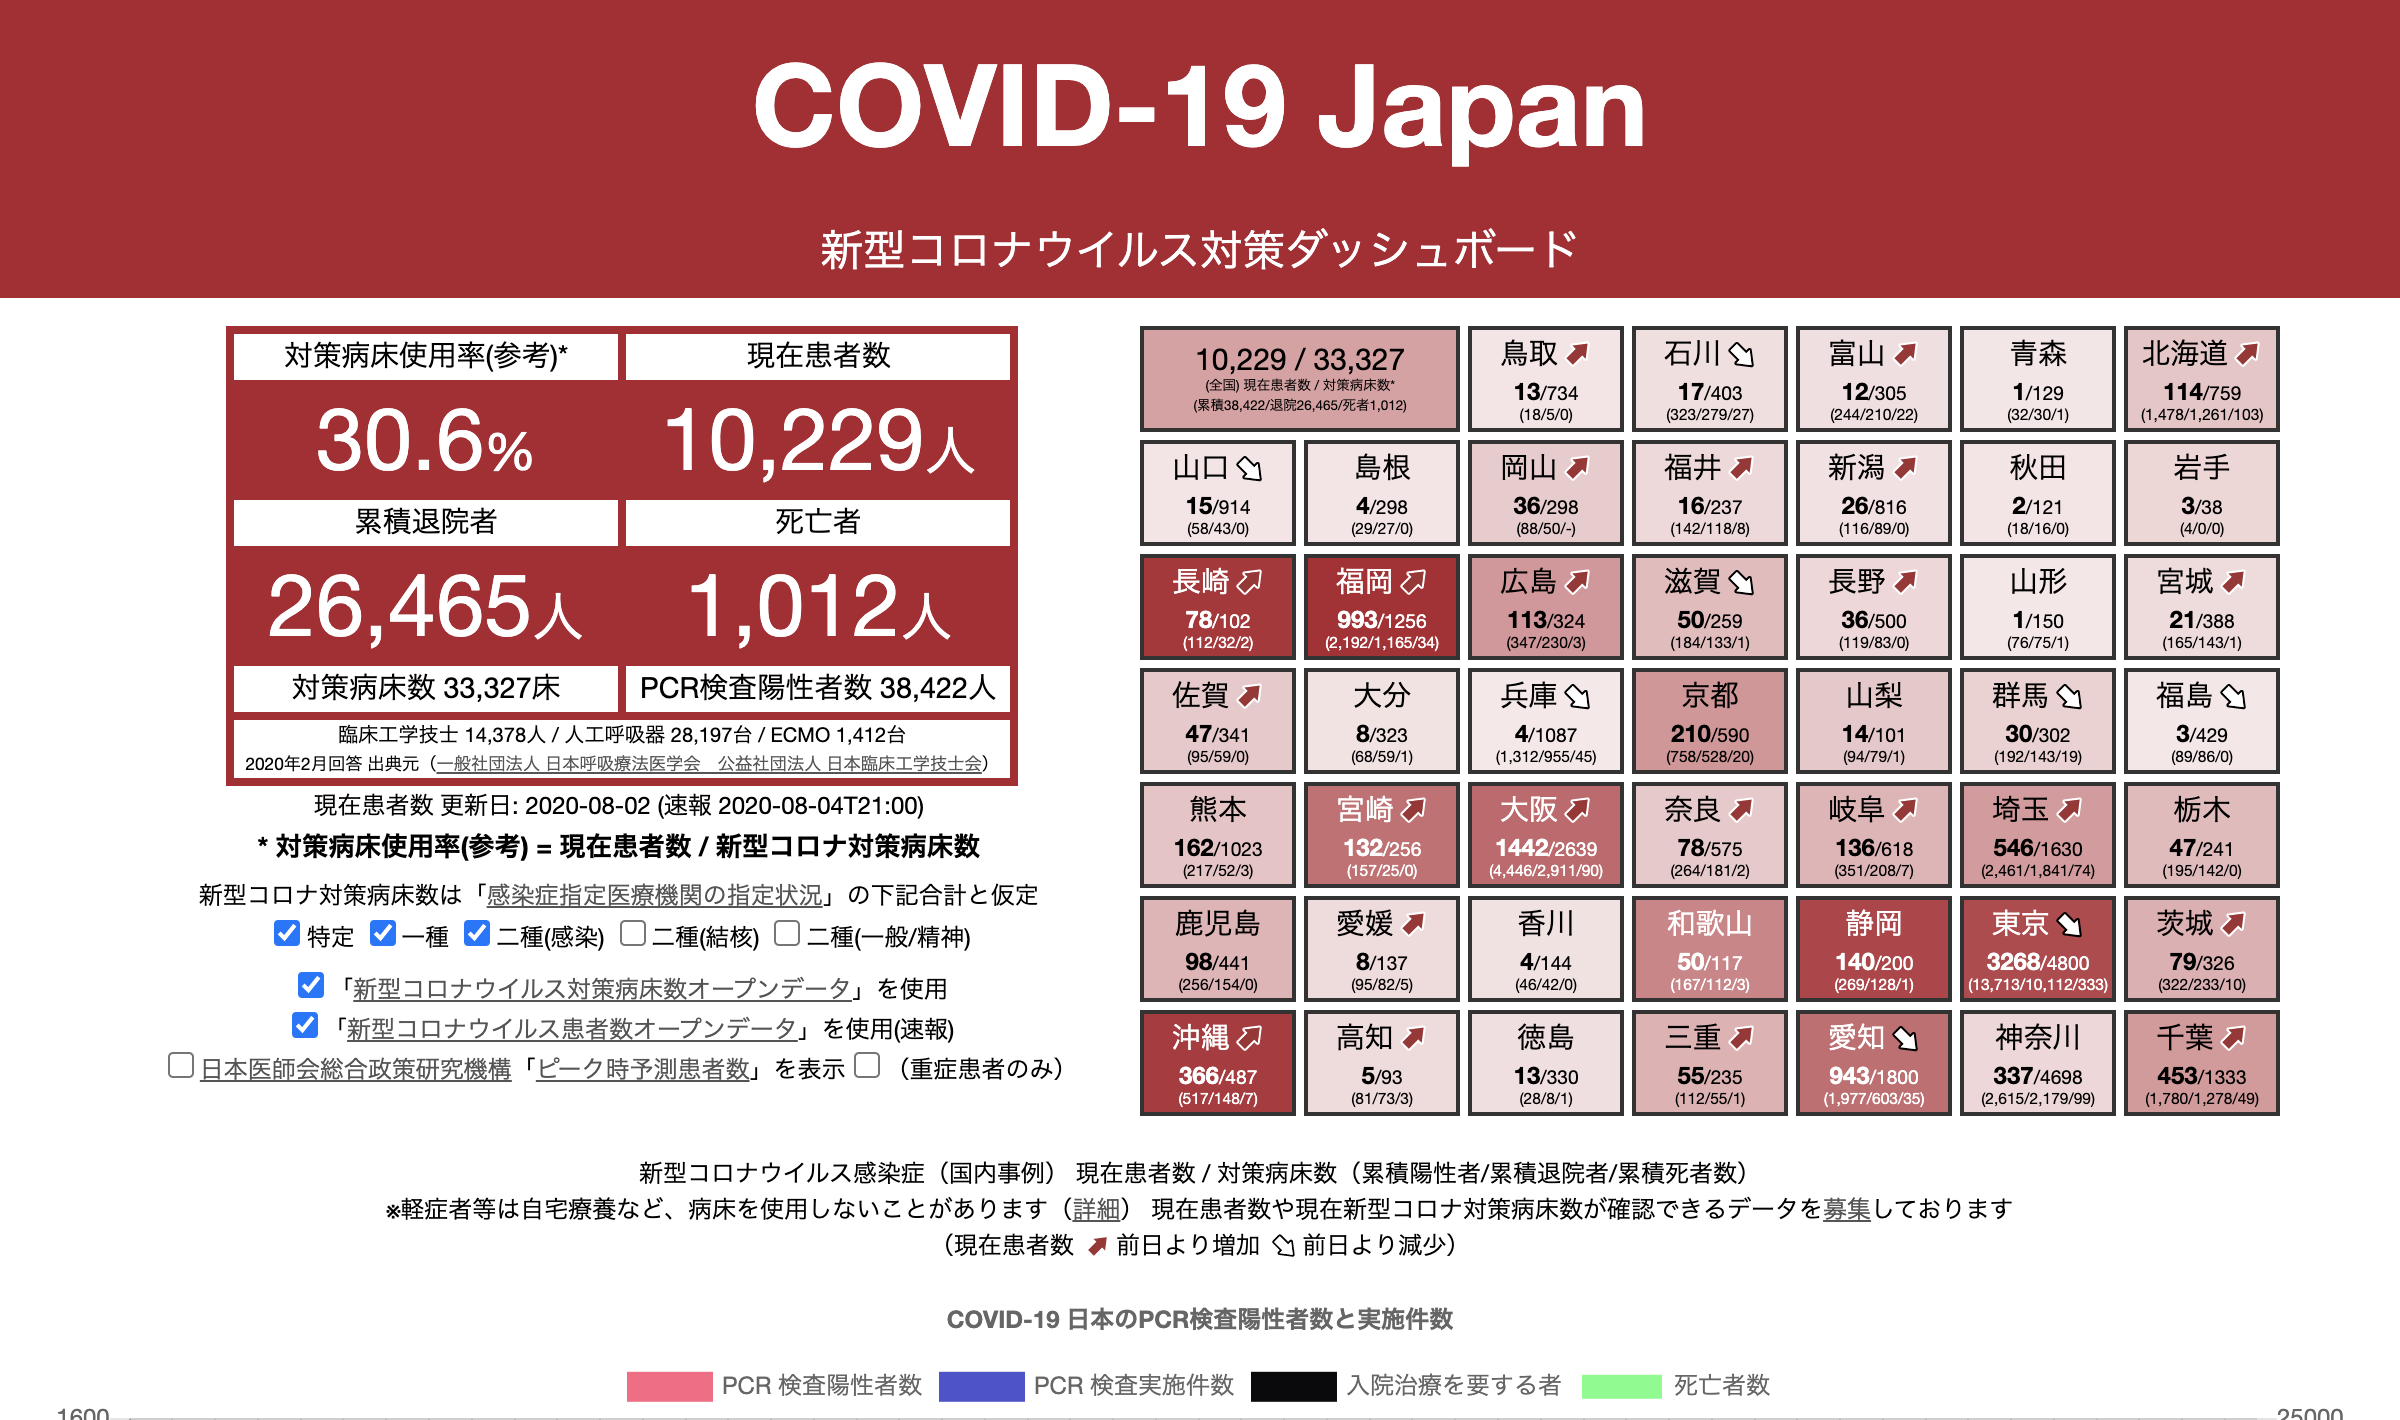 COVID-19 Japan
新型コロナウイルス対策ダッシュボード
対策病床使用率(参考)*
現在患者数
30.6%
10,229人
累積退院者
死亡者
26,465人
1,012人
対策病床数 33,327床
PCR検査陽性者数 38,422人
臨床工学技士 14,378人 / 人工呼吸器 28,197台 / ECMO 1,412台
2020年2月回答 出典元（一般社団法人 日本呼吸療法医学会　公益社団法人 日本臨床工学技士会）
現在患者数 更新日: 2020-08-02 (速報 2020-08-04T21:00)
* 対策病床使用率(参考) = 現在患者数 / 新型コロナ対策病床数
新型コロナ対策病床数は「感染症指定医療機関の指定状況」の下記合計と仮定
特定 一種 二種(感染) 二種(結核) 二種(一般/精神)
「新型コロナウイルス対策病床数オープンデータ」を使用
「新型コロナウイルス患者数オープンデータ」を使用(速報)
日本医師会総合政策研究機構「ピーク時予測患者数」を表示 （重症患者のみ）
10,229 / 33,327
(全国) 現在患者数 / 対策病床数*
(累積38,422/退院26,465/死者1,012)
鳥取
13/734
(18/5/0)
石川
17/403
(323/279/27)
富山
12/305
(244/210/22)
青森
1/129
(32/30/1)
北海道
114/759
(1,478/1,261/103)
山口
15/914
(58/43/0)
島根
4/298
(29/27/0)
岡山
36/298
(88/50/-)
福井
16/237
(142/118/8)
新潟
26/816
(116/89/0)
秋田
2/121
(18/16/0)
岩手
3/38
(4/0/0)
長崎
78/102
(112/32/2)
福岡
993/1256
(2,192/1,165/34)
広島
113/324
(347/230/3)
滋賀
50/259
(184/133/1)
長野
36/500
(119/83/0)
山形
1/150
(76/75/1)
宮城
21/388
(165/143/1)
佐賀
47/341
(95/59/0)
大分
8/323
(68/59/1)
兵庫
4/1087
(1,312/955/45)
京都
210/590
(758/528/20)
山梨
14/101
(94/79/1)
群馬
30/302
(192/143/19)
福島
3/429
(89/86/0)
熊本
162/1023
(217/52/3)
宮崎
132/256
(157/25/0)
大阪
1442/2639
(4,446/2,911/90)
奈良
78/575
(264/181/2)
岐阜
136/618
(351/208/7)
埼玉
546/1630
(2,461/1,841/74)
栃木
47/241
(195/142/0)
鹿児島
98/441
(256/154/0)
愛媛
8/137
(95/82/5)
香川
4/144
(46/42/0)
和歌山
50/117
(167/112/3)
静岡
140/200
(269/128/1)
東京
3268/4800
(13,713/10,112/333)
茨城
79/326
(322/233/10)
沖縄
366/487
(517/148/7)
高知
5/93
(81/73/3)
徳島
13/330
(28/8/1)
三重
55/235
(112/55/1)
愛知
943/1800
(1,977/603/35)
神奈川
337/4698
(2,615/2,179/99)
千葉
453/1333
(1,780/1,278/49)
新型コロナウイルス感染症（国内事例） 現在患者数 / 対策病床数（累積陽性者/累積退院者/累積死者数）
※軽症者等は自宅療養など、病床を使用しないことがあります（詳細） 現在患者数や現在新型コロナ対策病床数が確認できるデータを募集しております
（現在患者数 前日より増加 前日より減少）
COVID-19 日本のPCR検査陽性者数と実施件数
PCR 検査陽性者数 PCR 検査実施件数 入院治療を要する者 死亡者数
1600
25000